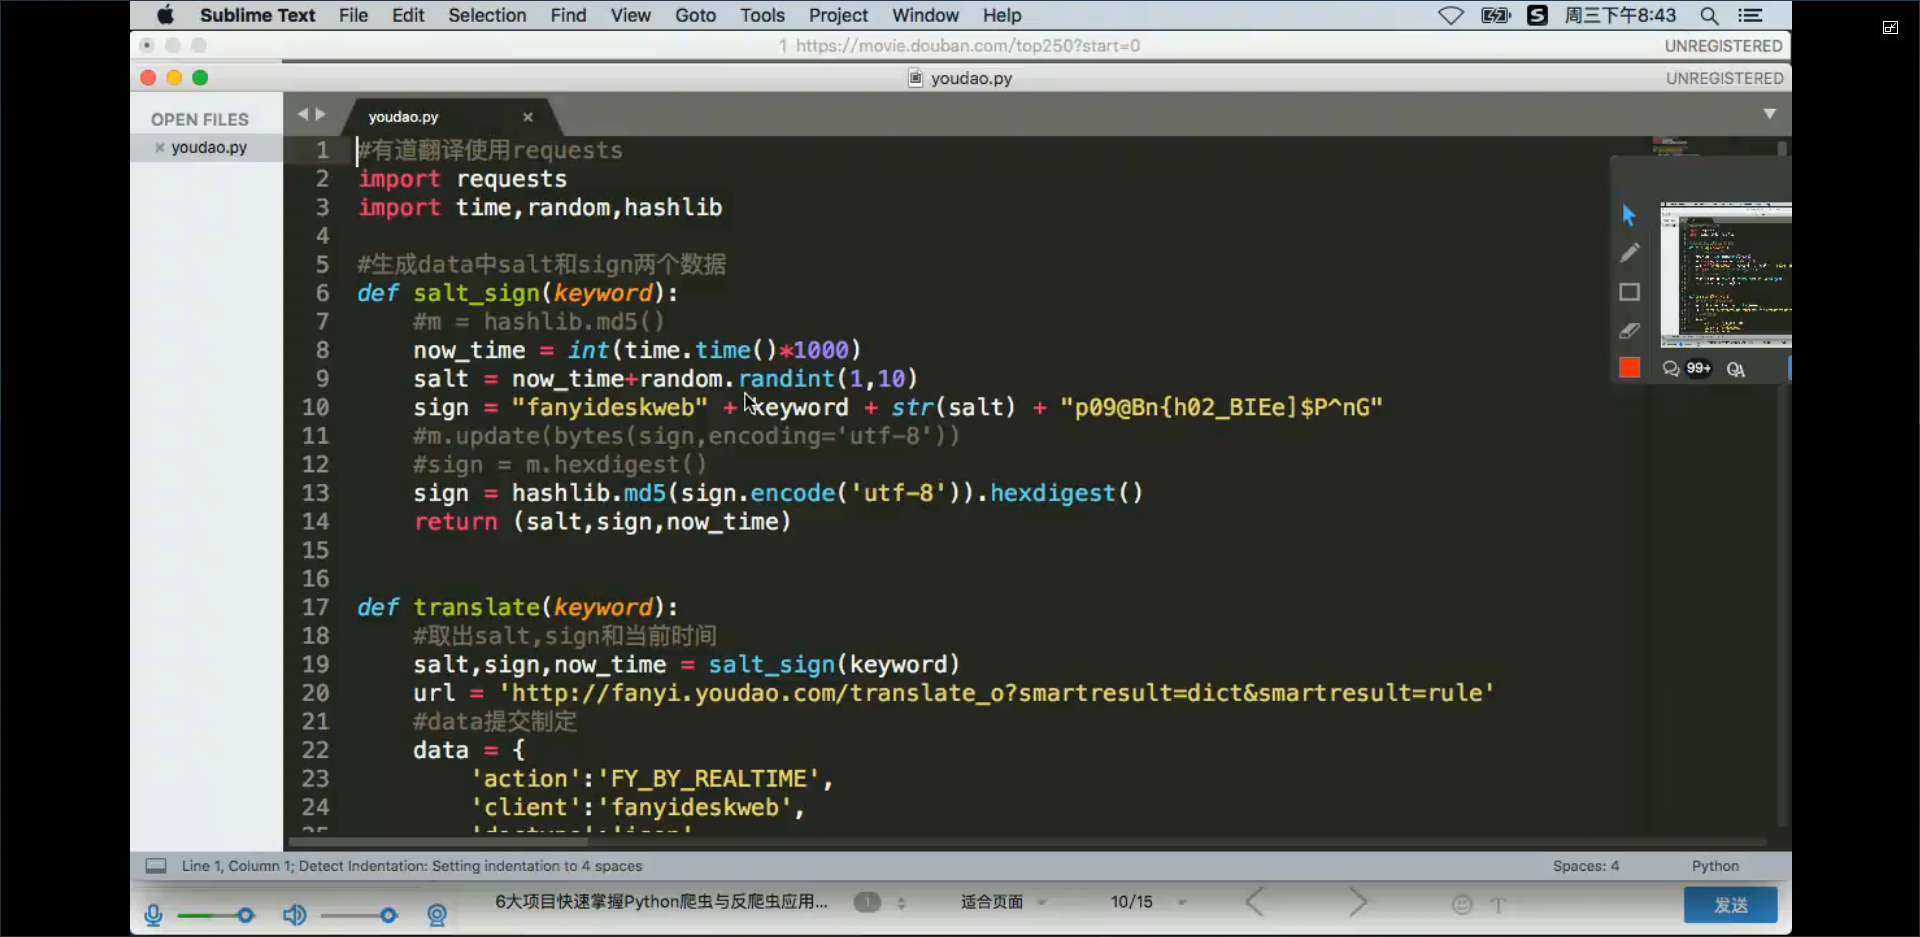 Sublime Text File Edit Selection Find View Goto Tools Project Window Help 周三下午8:43
1 https://movie.douban.com/top250?start=0 UNREGISTERED
youdao.py UNREGISTERED
OPEN FILES
youdao.py
youdao.py
1 #有道翻译使用requests
2 import requests
3 import time,random,hashlib
4
5 #生成data中salt和sign两个数据
6 def salt_sign(keyword):
7 #m = hashlib.md5()
8 now_time = int(time.time()*1000)
9 salt = now_time+random.randint(1,10)
10 sign = "fanyideskweb" + keyword + str(salt) + "p09@Bn{h02_BIEe]$P^nG"
11 #m.update(bytes(sign,encoding='utf-8'))
12 #sign = m.hexdigest()
13 sign = hashlib.md5(sign.encode('utf-8')).hexdigest()
14 return (salt,sign,now_time)
15
16
17 def translate(keyword):
18 #取出salt,sign和当前时间
19 salt,sign,now_time = salt_sign(keyword)
20 url = 'http://fanyi.youdao.com/translate_o?smartresult=dict&smartresult=rule'
21 #data提交制定
22 data = {
23 'action':'FY_BY_REALTIME',
24 'client':'fanyideskweb',
99+
Line 1, Column 1; Detect Indentation: Setting indentation to 4 spaces Spaces: 4 Python
6大项目快速掌握Python爬虫与反爬虫应用... 1 适合页面 10/15 T 发送